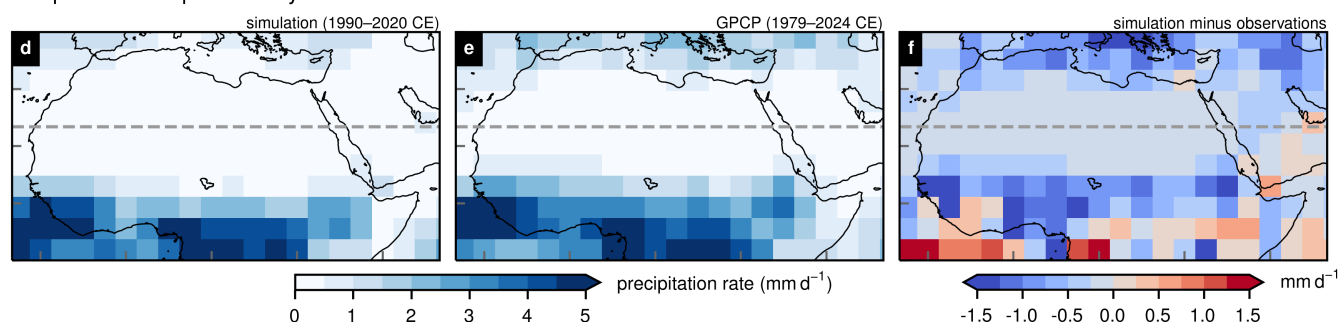 simulation (1990–2020 CE)
GPCP (1979–2024 CE)
simulation minus observations
d
e
f
precipitation rate (mm d⁻¹)
mm d⁻¹
0 1 2 3 4 5
-1.5 -1.0 -0.5 0.0 0.5 1.0 1.5